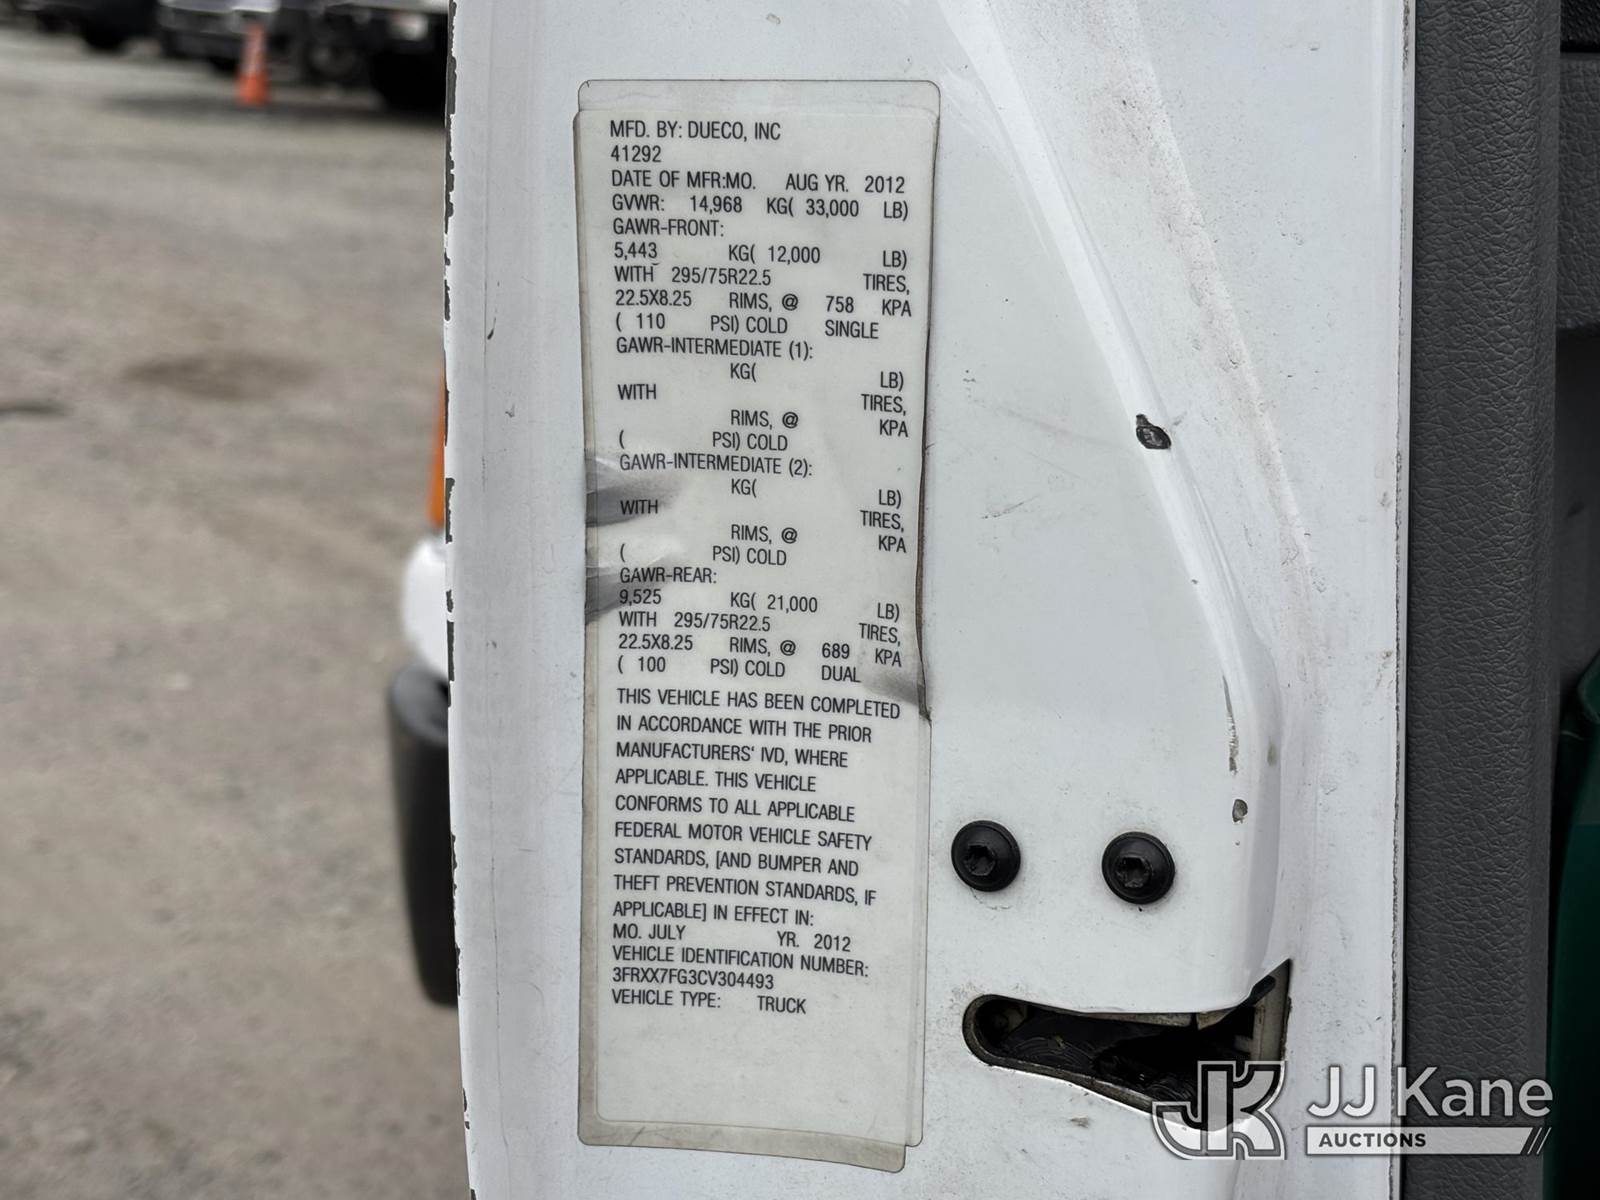 MFD. BY: DUECO, INC
41292
DATE OF MFR:MO. AUG YR. 2012
GVWR: 14,968 KG( 33,000 LB)
GAWR-FRONT:
5,443 KG( 12,000 LB)
WITH 295/75R22.5 TIRES,
22.5X8.25 RIMS, @ 758 KPA
( 110 PSI) COLD SINGLE
GAWR-INTERMEDIATE (1):
KG( LB)
WITH TIRES,
RIMS, @ KPA
( PSI) COLD
GAWR-INTERMEDIATE (2):
KG( LB)
WITH TIRES,
RIMS, @ KPA
( PSI) COLD
GAWR-REAR:
9,525 KG( 21,000 LB)
WITH 295/75R22.5 TIRES,
22.5X8.25 RIMS, @ 689 KPA
( 100 PSI) COLD DUAL
THIS VEHICLE HAS BEEN COMPLETED
IN ACCORDANCE WITH THE PRIOR
MANUFACTURERS' IVD, WHERE
APPLICABLE. THIS VEHICLE
CONFORMS TO ALL APPLICABLE
FEDERAL MOTOR VEHICLE SAFETY
STANDARDS, [AND BUMPER AND
THEFT PREVENTION STANDARDS, IF
APPLICABLE] IN EFFECT IN:
MO. JULY YR. 2012
VEHICLE IDENTIFICATION NUMBER:
3FRXX7FG3CV304493
VEHICLE TYPE: TRUCK
JK JJ Kane
AUCTIONS